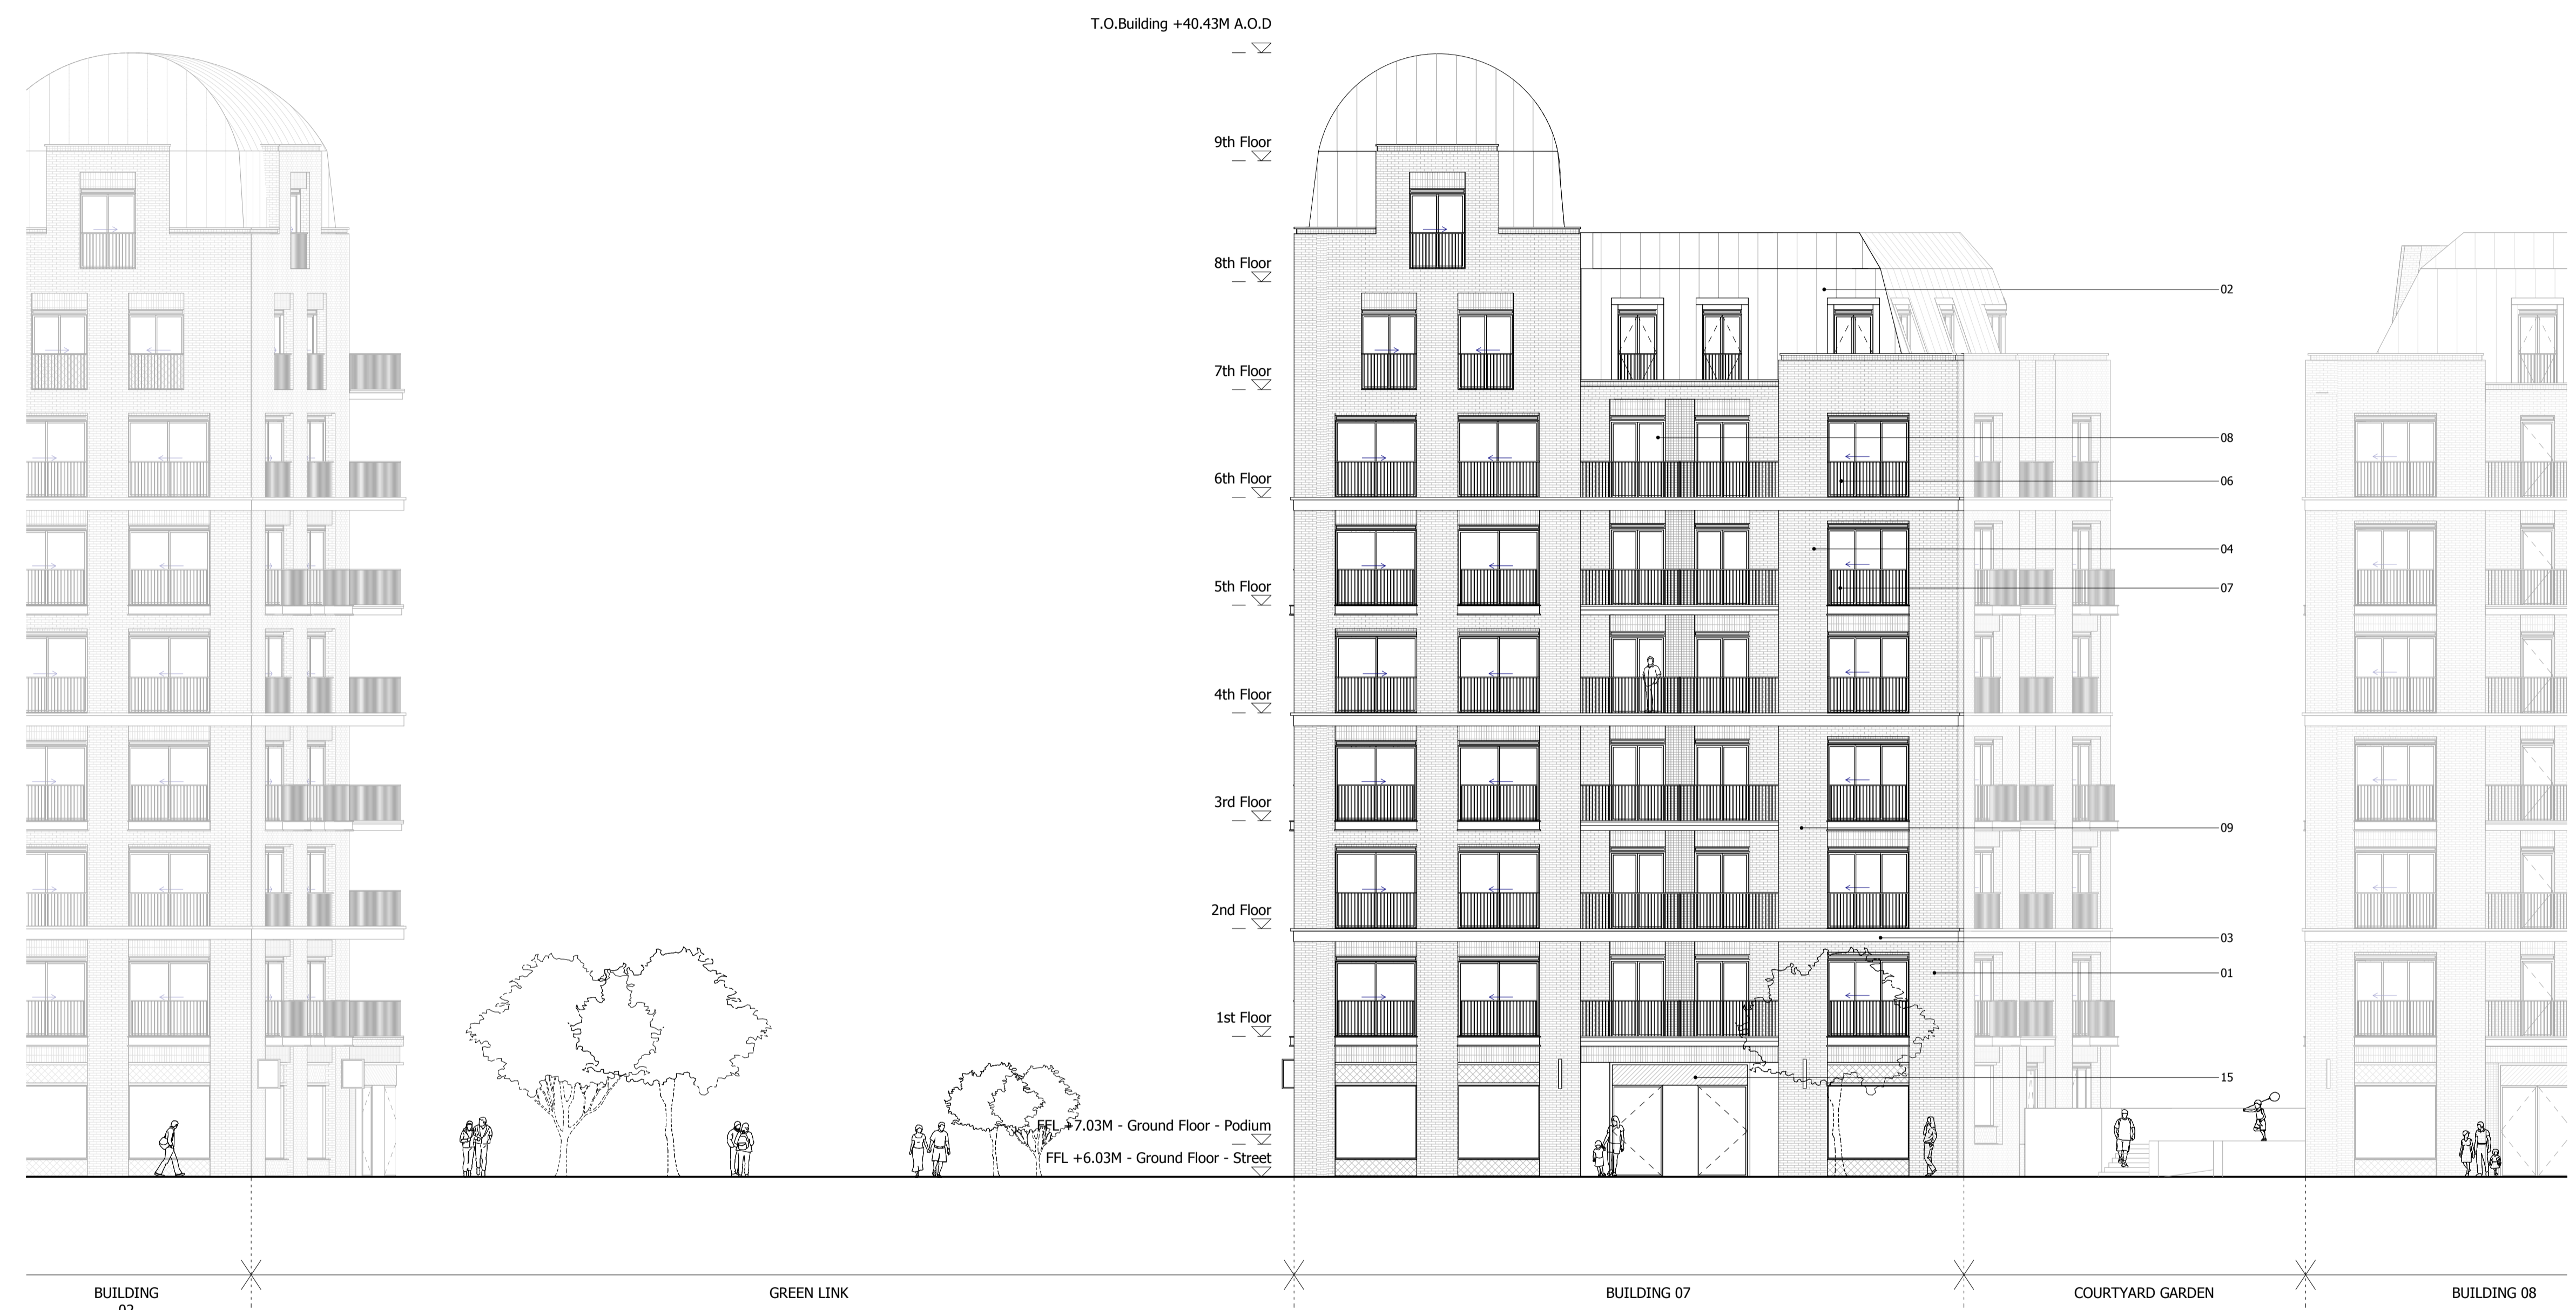 T.O.Building +40.43M A.O.D
9th Floor
8th Floor
02
7th Floor
08
6th Floor
06
04
5th Floor
07
4th Floor
3rd Floor
09
2nd Floor
03
01
1st Floor
15
FFL +7.03M - Ground Floor - Podium
FFL +6.03M - Ground Floor - Street
BUILDING
02
GREEN LINK
BUILDING 07
COURTYARD GARDEN
BUILDING 08